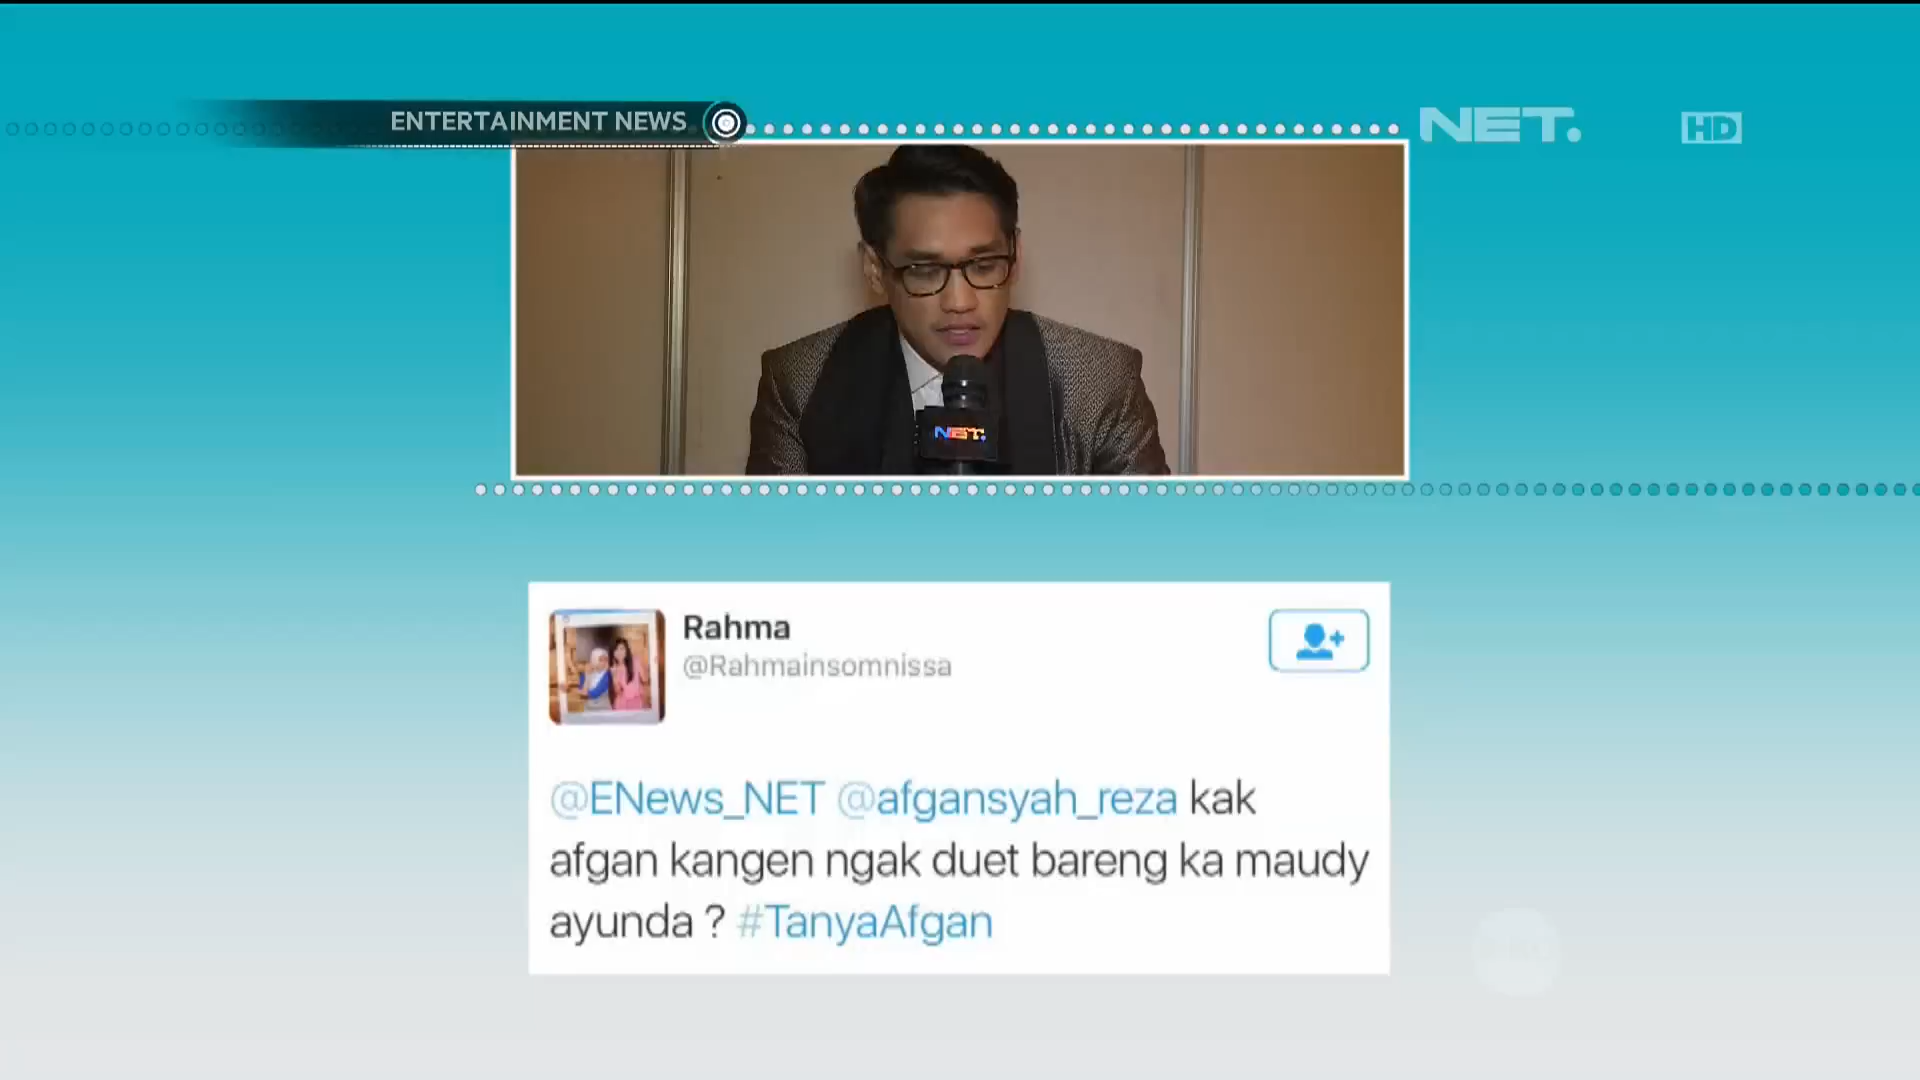 ENTERTAINMENT NEWS
NET.
HD
NET.
Rahma
@Rahmainsomnissa
@ENews_NET @afgansyah_reza kak
afgan kangen ngak duet bareng ka maudy
ayunda ? #TanyaAfgan